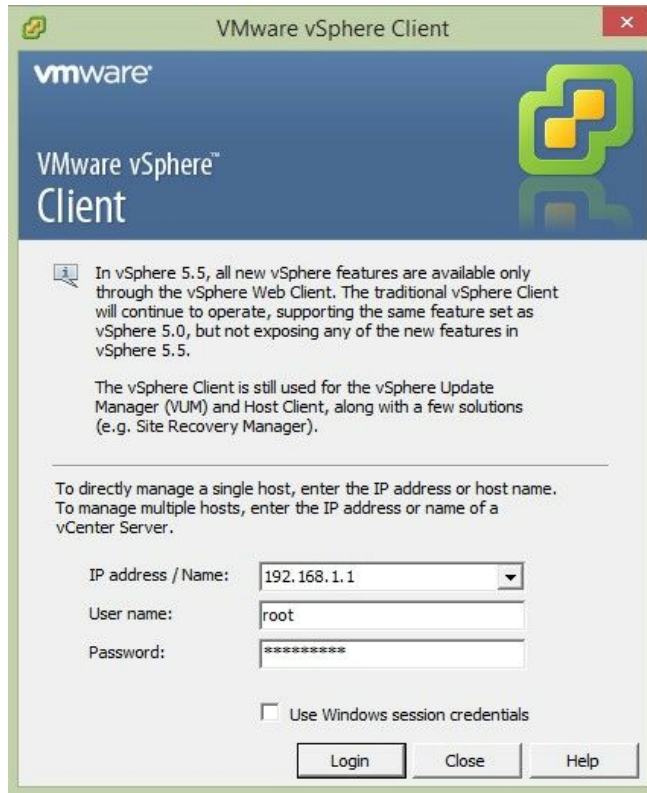 VMware vSphere Client
vmware®
VMware vSphere™
Client
In vSphere 5.5, all new vSphere features are available only
through the vSphere Web Client. The traditional vSphere Client
will continue to operate, supporting the same feature set as
vSphere 5.0, but not exposing any of the new features in
vSphere 5.5.
The vSphere Client is still used for the vSphere Update
Manager (VUM) and Host Client, along with a few solutions
(e.g. Site Recovery Manager).
To directly manage a single host, enter the IP address or host name.
To manage multiple hosts, enter the IP address or name of a
vCenter Server.
IP address / Name: 192.168.1.1
User name: root
Password: *********
Use Windows session credentials
Login Close Help